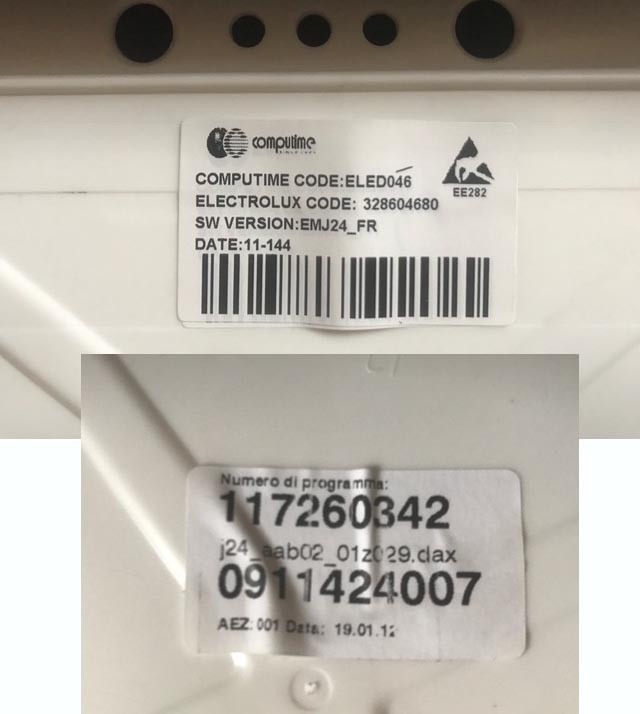 computime
COMPUTIME CODE:ELED046
EE282
ELECTROLUX CODE: 328604680
SW VERSION:EMJ24_FR
DATE:11-144
Numero di programma:
117260342
j24_aab02_01z029.dax
0911424007
AEZ: 001 Data: 19.01.12